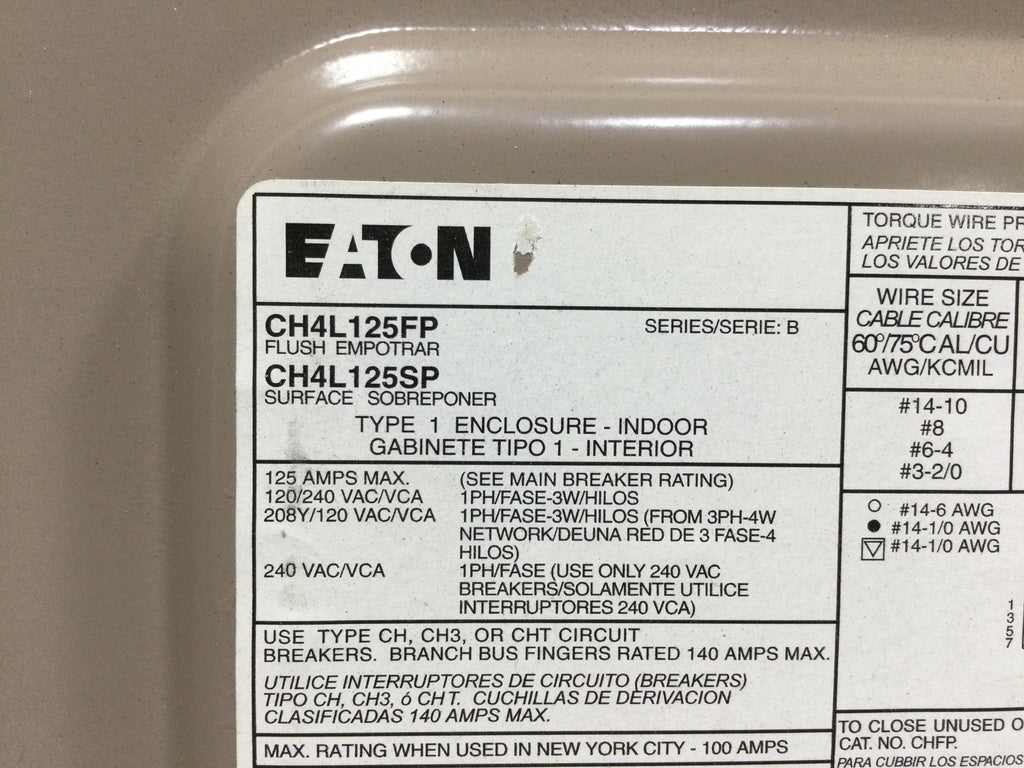 EATON
CH4L125FP
FLUSH EMPOTRAR
SERIES/SERIE: B
CH4L125SP
SURFACE SOBREPONER
TYPE 1 ENCLOSURE - INDOOR
GABINETE TIPO 1 - INTERIOR
125 AMPS MAX. (SEE MAIN BREAKER RATING)
120/240 VAC/VCA 1PH/FASE-3W/HILOS
208Y/120 VAC/VCA 1PH/FASE-3W/HILOS (FROM 3PH-4W
NETWORK/DEUNA RED DE 3 FASE-4
HILOS)
240 VAC/VCA 1PH/FASE (USE ONLY 240 VAC
BREAKERS/SOLAMENTE UTILICE
INTERRUPTORES 240 VCA)
USE TYPE CH, CH3, OR CHT CIRCUIT
BREAKERS. BRANCH BUS FINGERS RATED 140 AMPS MAX.
UTILICE INTERRUPTORES DE CIRCUITO (BREAKERS)
TIPO CH, CH3, ó CHT. CUCHILLAS DE DERIVACION
CLASIFICADAS 140 AMPS MAX.
MAX. RATING WHEN USED IN NEW YORK CITY - 100 AMPS
TORQUE WIRE PR
APRIETE LOS TOR
LOS VALORES DE
WIRE SIZE
CABLE CALIBRE
60°/75°C AL/CU
AWG/KCMIL
#14-10
#8
#6-4
#3-2/0
#14-6 AWG
#14-1/0 AWG
#14-1/0 AWG
1
3
5
7
TO CLOSE UNUSED O
CAT. NO. CHFP.
PARA CUBBIR LOS ESPACIOS